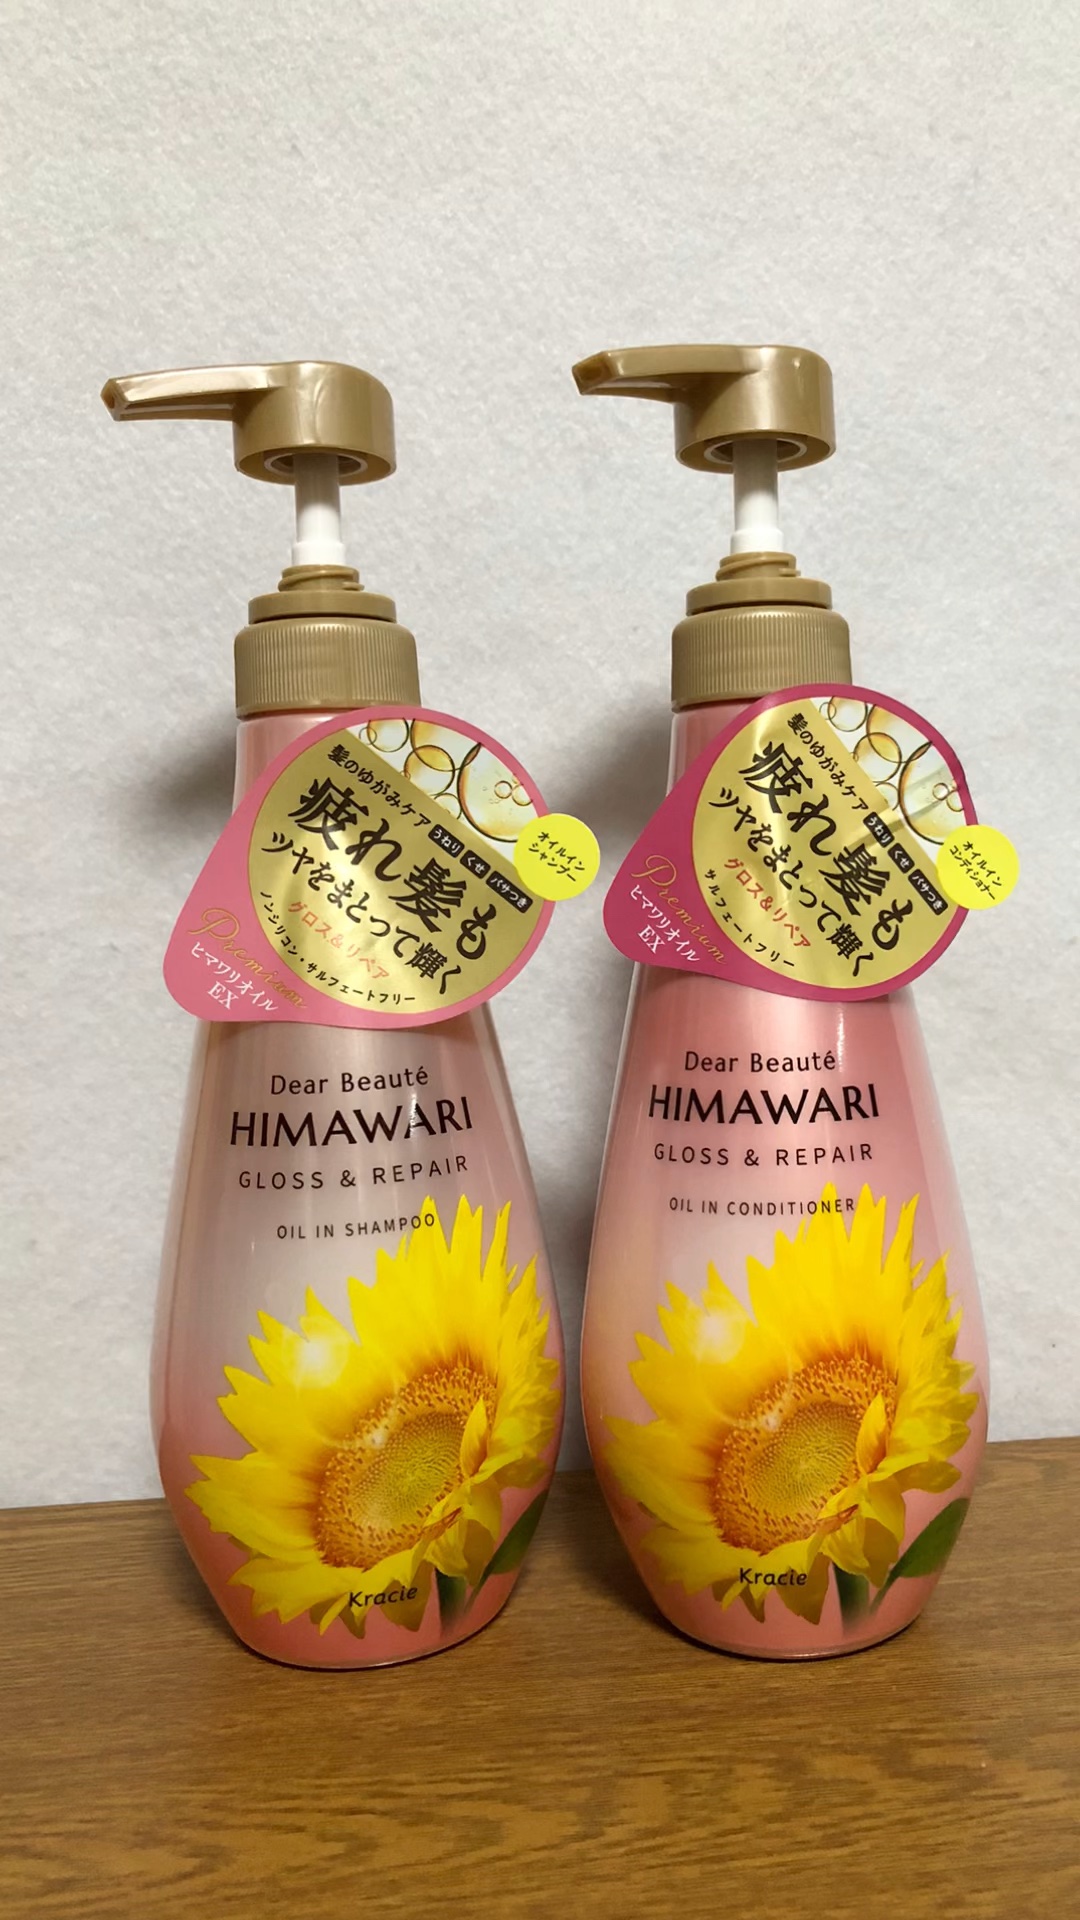 髪のゆがみケア
うねり くせ パサつき
疲れ髪も
ツヤをまとって輝く
グロス&リペア
ノンシリコン・サルフェートフリー
Premium
ヒマワリオイル
EX
オイルイン
シャンプー
Dear Beauté
HIMAWARI
GLOSS & REPAIR
OIL IN SHAMPOO
Kracie
髪のゆがみケア
うねり くせ パサつき
疲れ髪も
ツヤをまとって輝く
グロス&リペア
サルフェートフリー
Premium
ヒマワリオイル
EX
オイルイン
コンディショナー
Dear Beauté
HIMAWARI
GLOSS & REPAIR
OIL IN CONDITIONER
Kracie